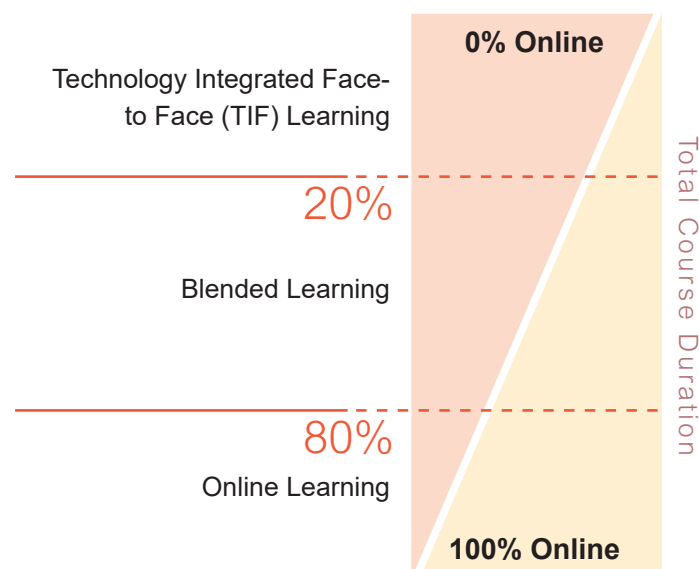 0% Online
Technology Integrated Face-
to Face (TIF) Learning
20%
Blended Learning
80%
Online Learning
100% Online
Total Course Duration